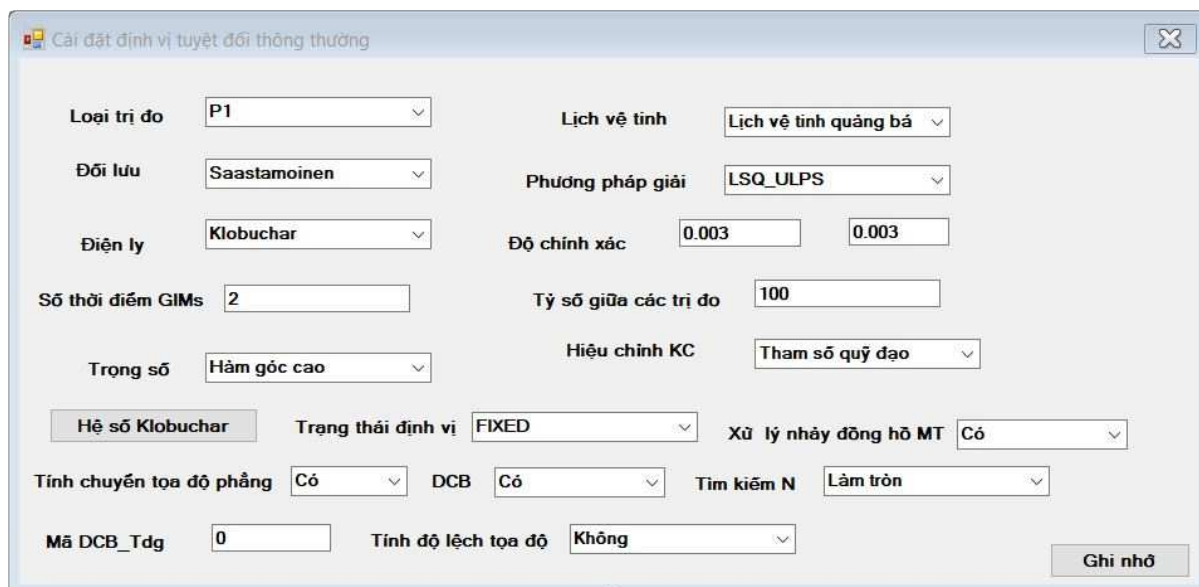 Cài đặt định vị tuyệt đối thông thường
Loại trị đo P1 Lịch vệ tinh Lịch vệ tinh quảng bá
Đối lưu Saastamoinen Phương pháp giải LSQ_ULPS
Điện ly Klobuchar Độ chính xác 0.003 0.003
Số thời điểm GIMs 2 Tỷ số giữa các trị đo 100
Trọng số Hàm góc cao Hiệu chỉnh KC Tham số quỹ đạo
Hệ số Klobuchar Trạng thái định vị FIXED Xử lý nhảy đồng hồ MT Có
Tính chuyển tọa độ phẳng Có DCB Có Tìm kiếm N Làm tròn
Mã DCB_Tdg 0 Tính độ lệch tọa độ Không
Ghi nhớ